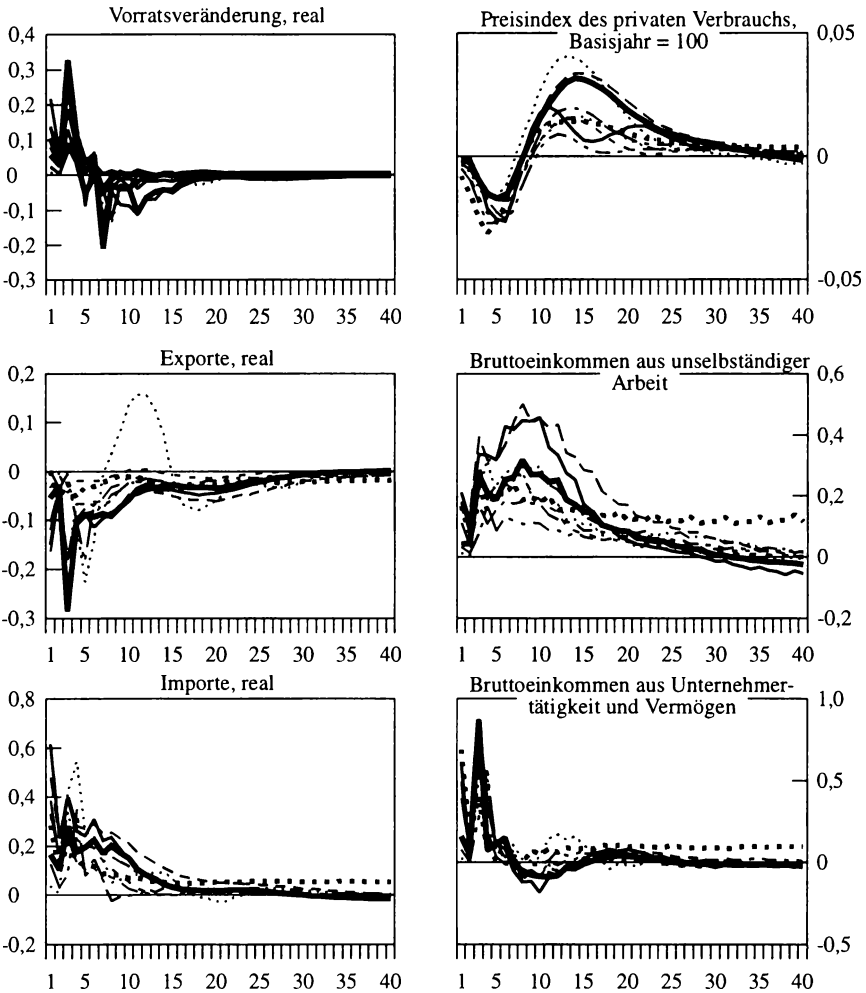 Vorratsveränderung, real
0,4
0,3
0,2
0,1
0
-0,1
-0,2
-0,3
1 5 10 15 20 25 30 35 40
Preisindex des privaten Verbrauchs,
Basisjahr = 100
0,05
0
-0,05
1 5 10 15 20 25 30 35 40
Exporte, real
0,2
0,1
0
-0,1
-0,2
-0,3
1 5 10 15 20 25 30 35 40
Bruttoeinkommen aus unselbständiger
Arbeit
0,6
0,4
0,2
0
-0,2
1 5 10 15 20 25 30 35 40
Importe, real
0,8
0,6
0,4
0,2
0
-0,2
1 5 10 15 20 25 30 35 40
Bruttoeinkommen aus Unternehmer-
tätigkeit und Vermögen
1,0
0,5
0
-0,5
1 5 10 15 20 25 30 35 40